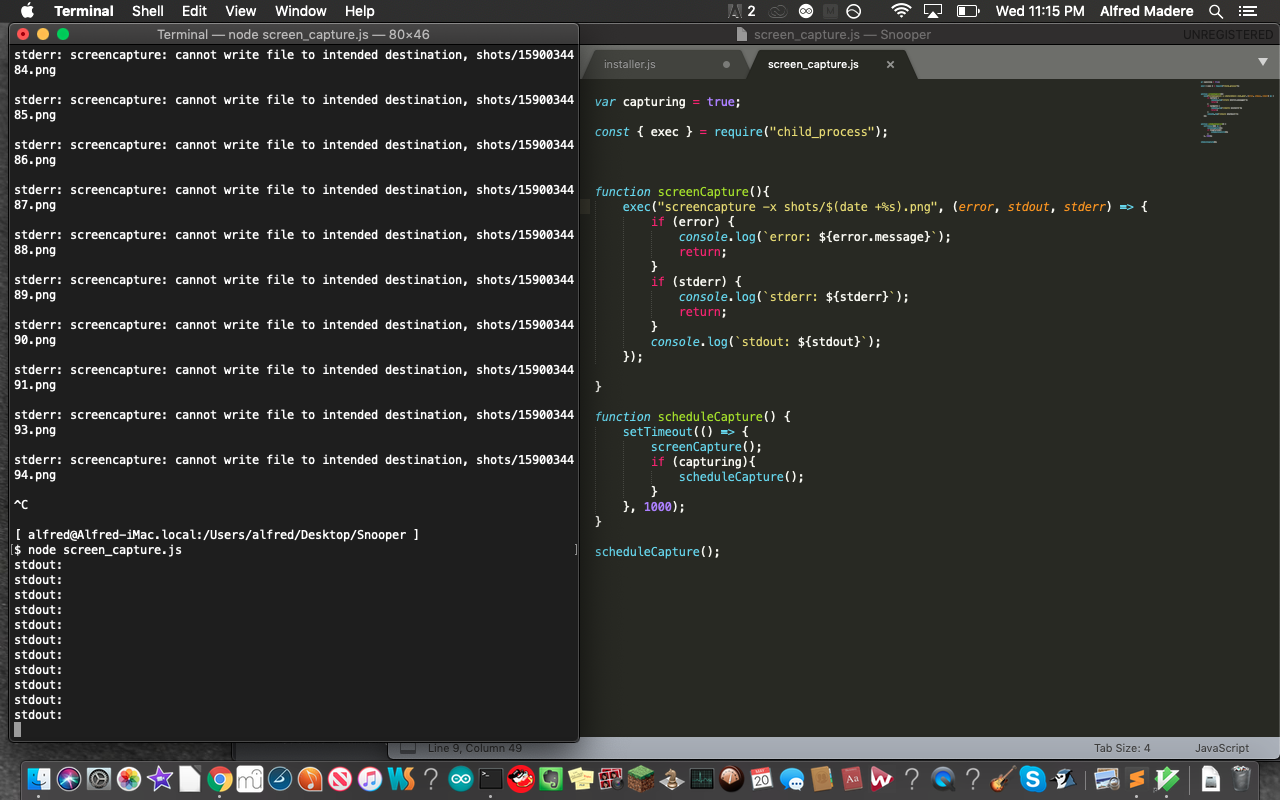 Terminal Shell Edit View Window Help 2 Wed 11:15 PM Alfred Madere
Terminal — node screen_capture.js — 80×46
stderr: screencapture: cannot write file to intended destination, shots/15900344
84.png
stderr: screencapture: cannot write file to intended destination, shots/15900344
85.png
stderr: screencapture: cannot write file to intended destination, shots/15900344
86.png
stderr: screencapture: cannot write file to intended destination, shots/15900344
87.png
stderr: screencapture: cannot write file to intended destination, shots/15900344
88.png
stderr: screencapture: cannot write file to intended destination, shots/15900344
89.png
stderr: screencapture: cannot write file to intended destination, shots/15900344
90.png
stderr: screencapture: cannot write file to intended destination, shots/15900344
91.png
stderr: screencapture: cannot write file to intended destination, shots/15900344
93.png
stderr: screencapture: cannot write file to intended destination, shots/15900344
94.png
^C
[ alfred@Alfred-iMac.local:/Users/alfred/Desktop/Snooper ]
[$ node screen_capture.js ]
stdout:
stdout:
stdout:
stdout:
stdout:
stdout:
stdout:
stdout:
stdout:
stdout:
stdout:
screen_capture.js — Snooper UNREGISTERED
installer.js screen_capture.js
var capturing = true;
const { exec } = require("child_process");
function screenCapture(){
exec("screencapture -x shots/$(date +%s).png", (error, stdout, stderr) => {
if (error) {
console.log(`error: ${error.message}`);
return;
}
if (stderr) {
console.log(`stderr: ${stderr}`);
return;
}
console.log(`stdout: ${stdout}`);
});
}
function scheduleCapture() {
setTimeout(() => {
screenCapture();
if (capturing){
scheduleCapture();
}
}, 1000);
}
scheduleCapture();
Line 9, Column 49 Tab Size: 4 JavaScript
20